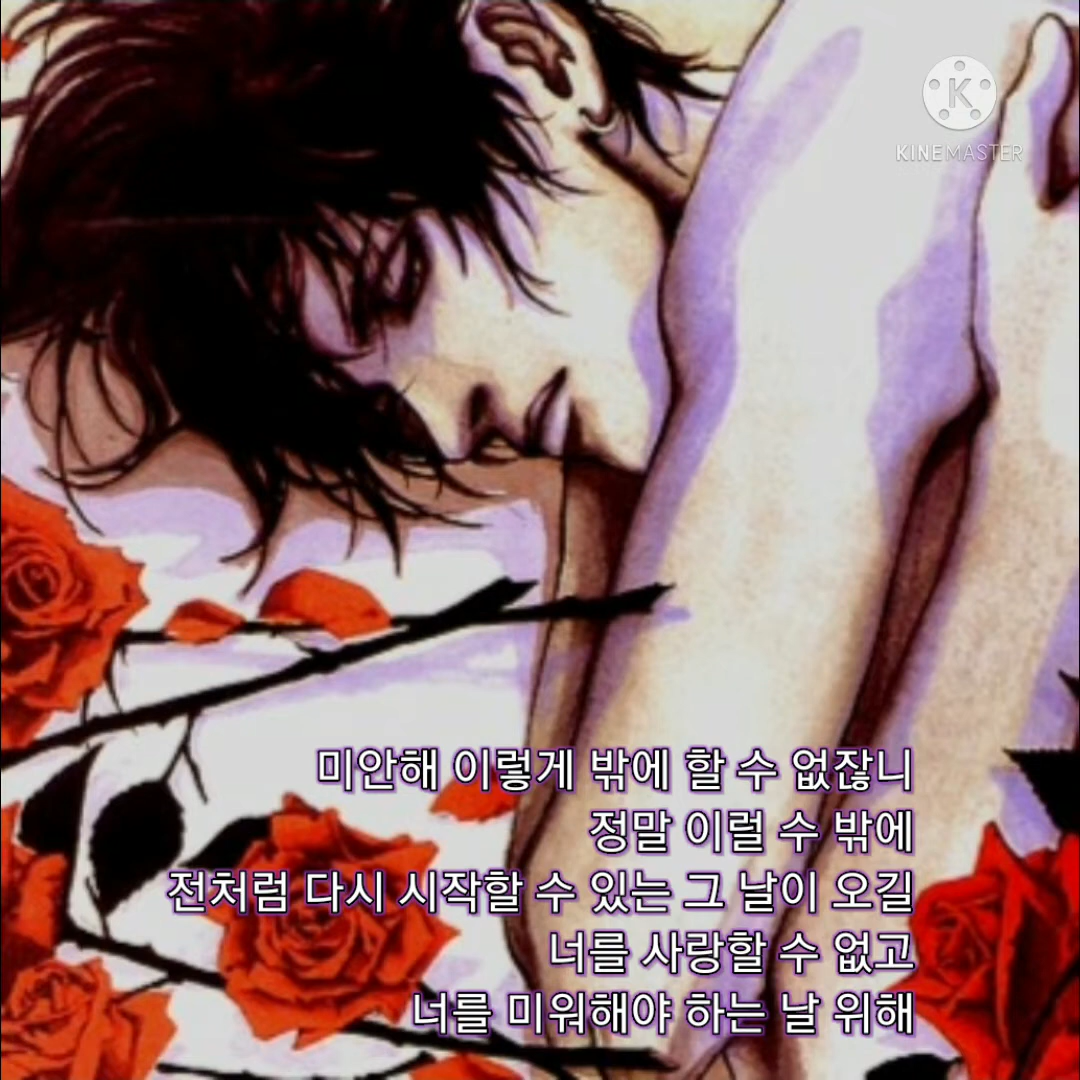 KINEMASTER
미안해 이렇게 밖에 할 수 없잖니
정말 이럴 수 밖에
전처럼 다시 시작할 수 있는 그 날이 오길
너를 사랑할 수 없고
너를 미워해야 하는 날 위해